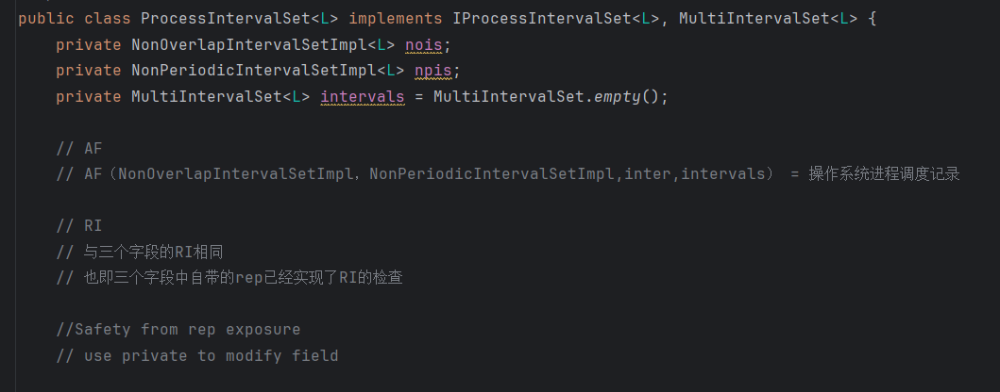 public class ProcessIntervalSet<L> implements IProcessIntervalSet<L>, MultiIntervalSet<L> {
private NonOverlapIntervalSetImpl<L> nois;
private NonPeriodicIntervalSetImpl<L> npis;
private MultiIntervalSet<L> intervals = MultiIntervalSet.empty();
// AF
// AF（NonOverlapIntervalSetImpl，NonPeriodicIntervalSetImpl,inter,intervals） = 操作系统进程调度记录
// RI
// 与三个字段的RI相同
// 也即三个字段中自带的rep已经实现了RI的检查
//Safety from rep exposure
// use private to modify field